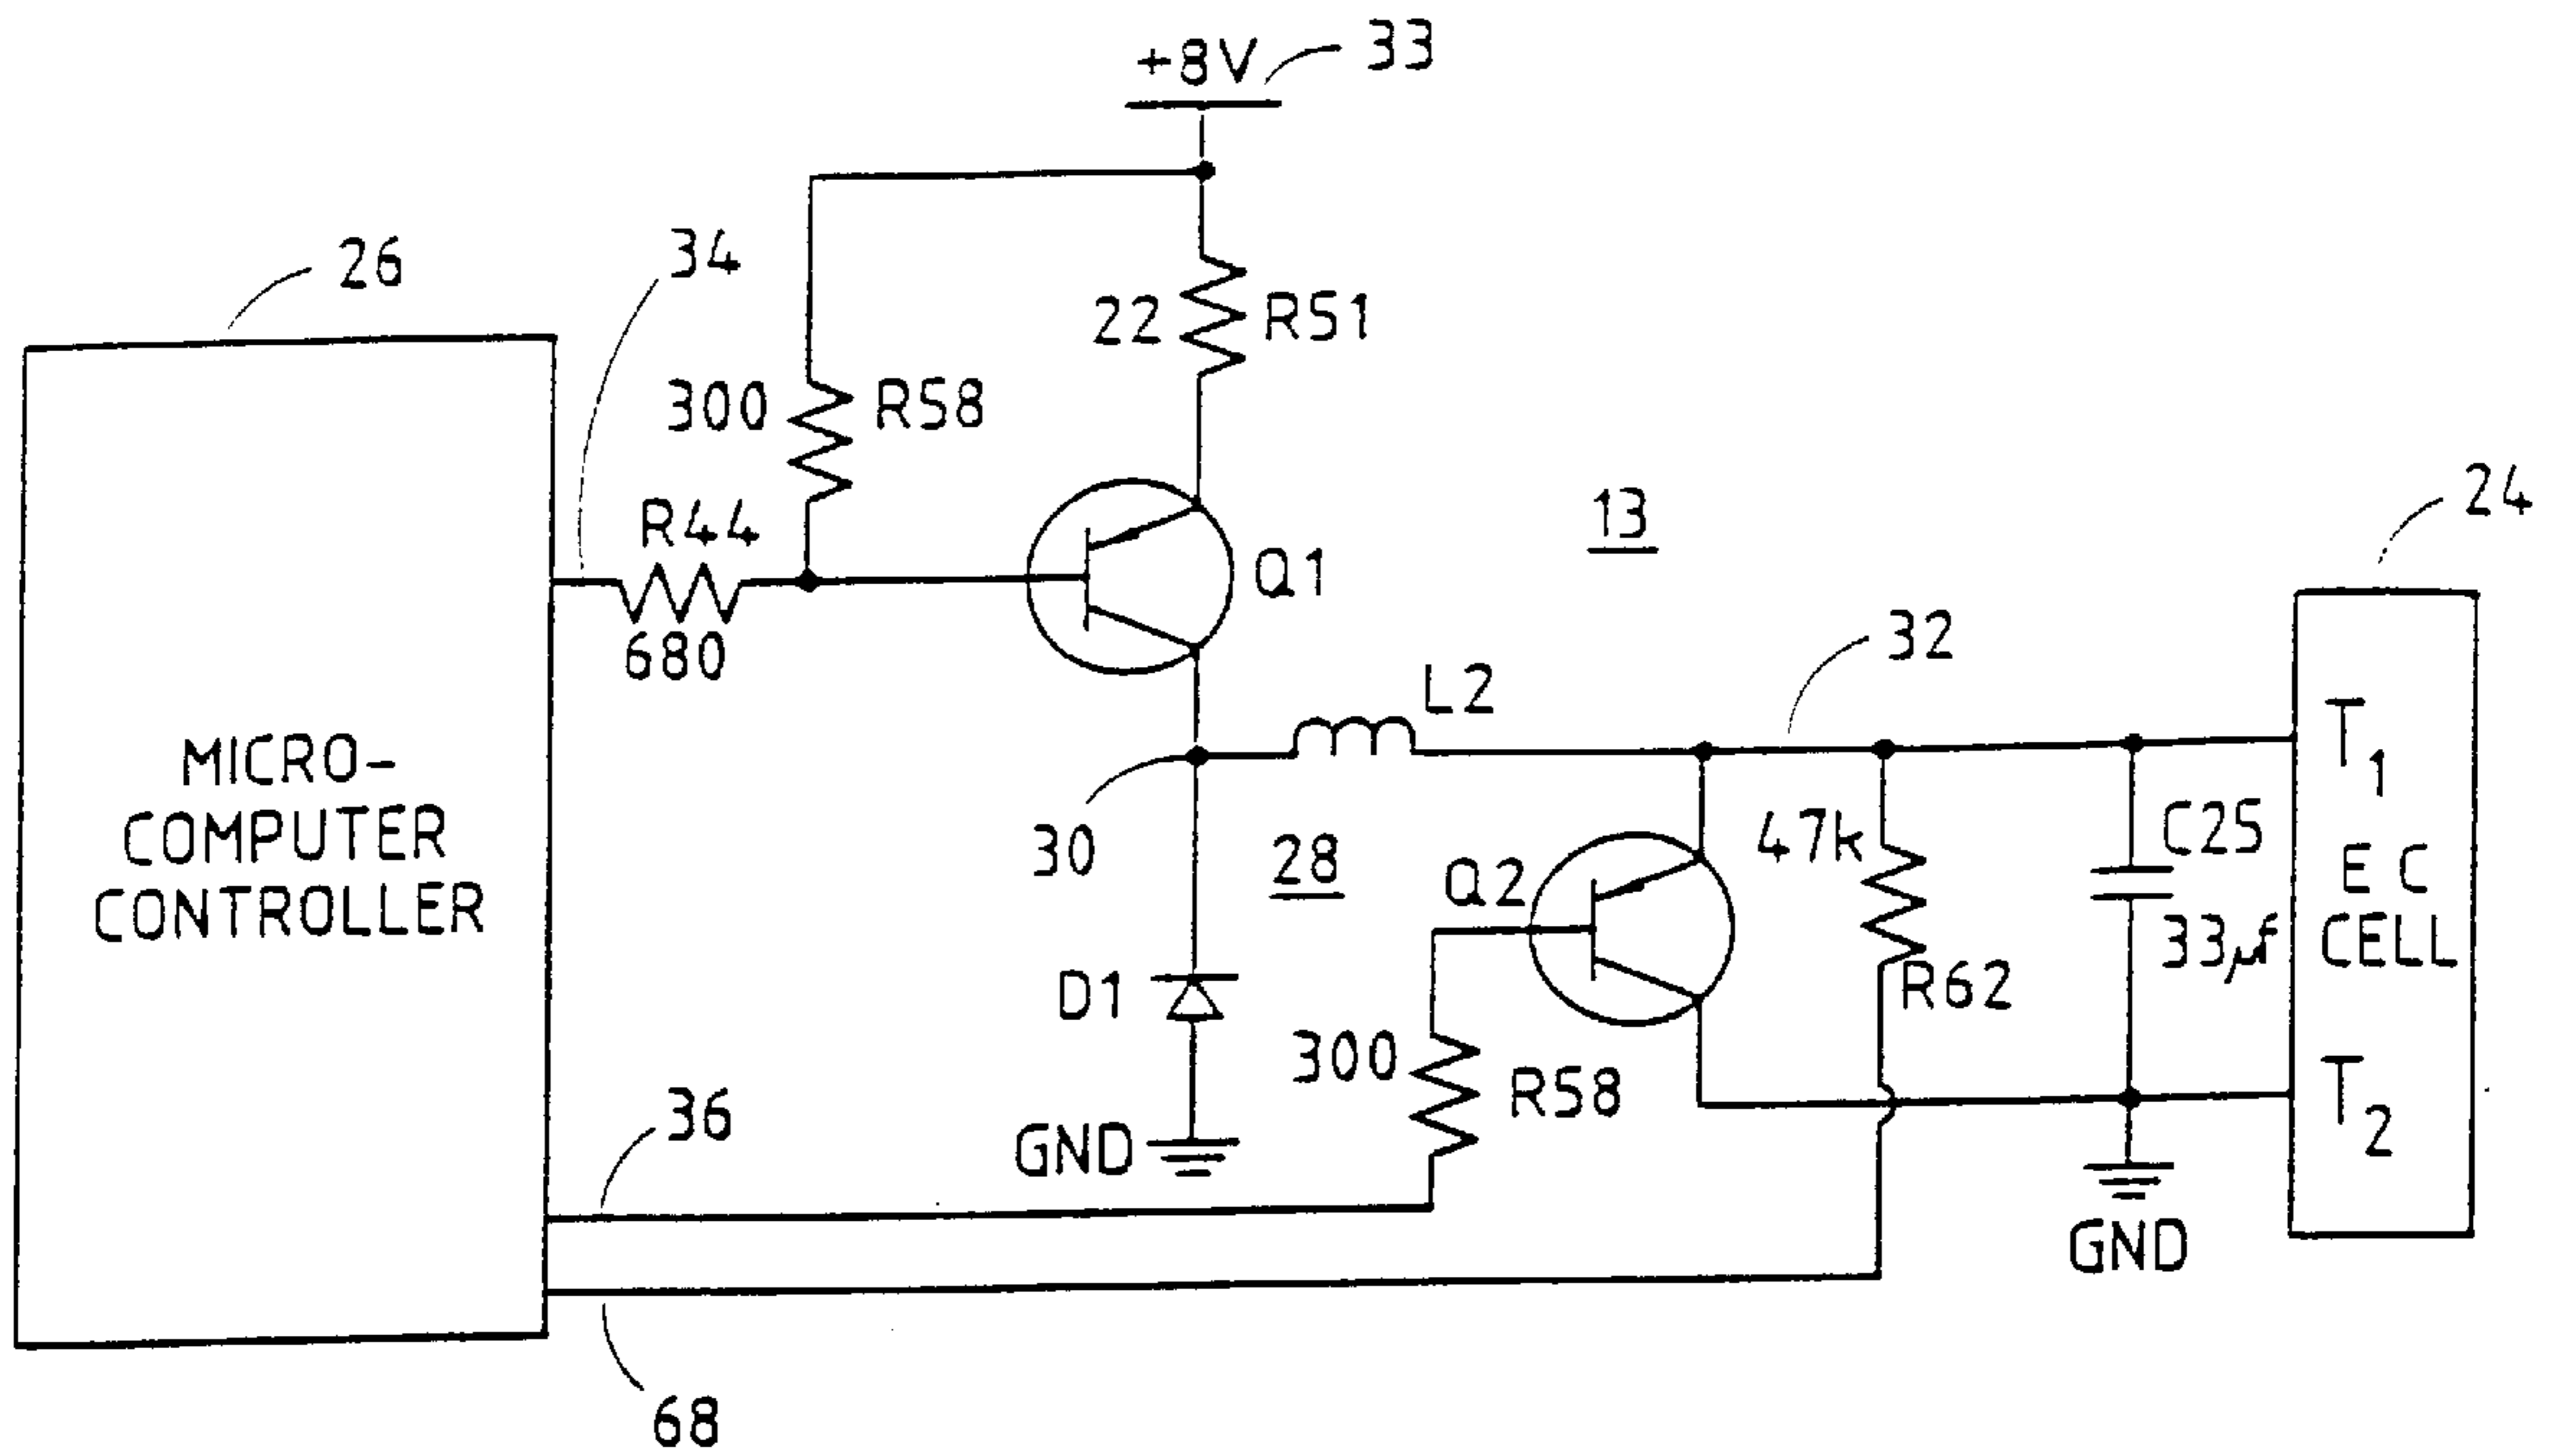 +8V
33
26
34
22
R51
300
R58
R44
680
Q1
13
24
L2
32
MICRO-
COMPUTER
CONTROLLER
30
28
Q2
47k
R62
C25
33µf
T1
EC
CELL
T2
D1
GND
300
R58
GND
36
68